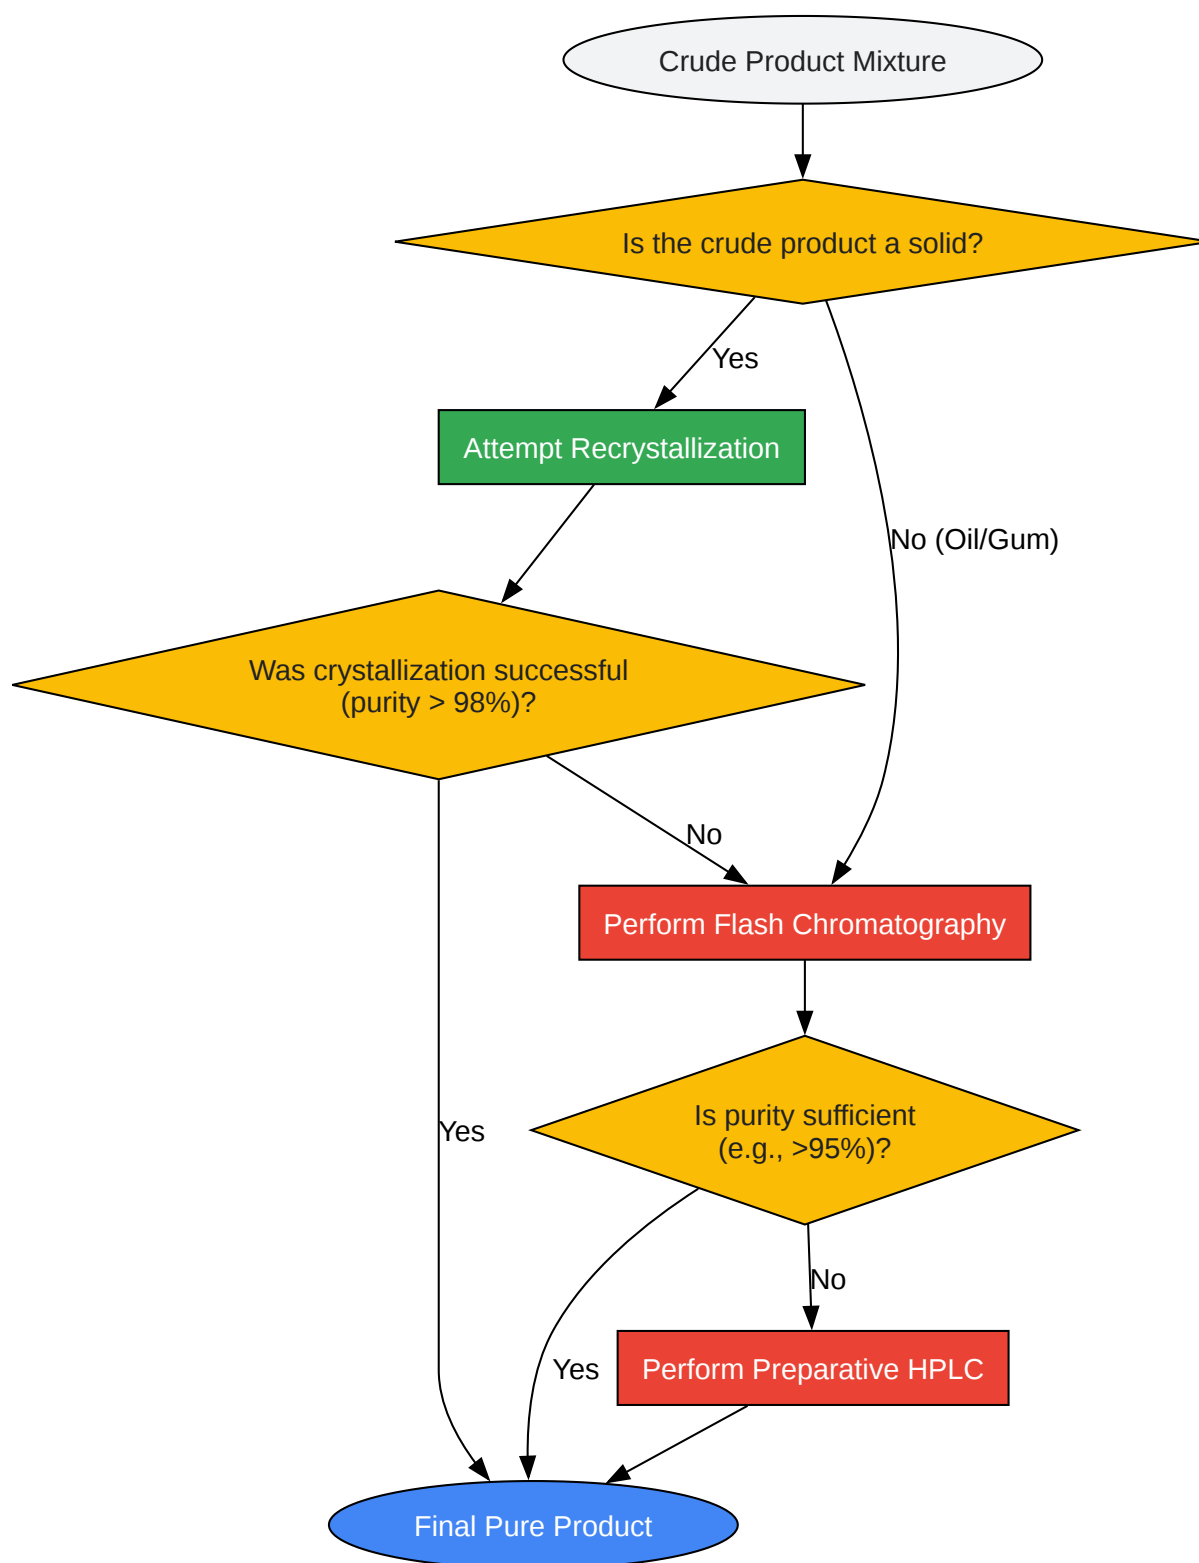 Crude Product Mixture
Is the crude product a solid?
Yes
Attempt Recrystallization
No (Oil/Gum)
Was crystallization successful
(purity > 98%)?
No
Perform Flash Chromatography
Yes
Is purity sufficient
(e.g., >95%)?
No
Yes
Perform Preparative HPLC
Final Pure Product